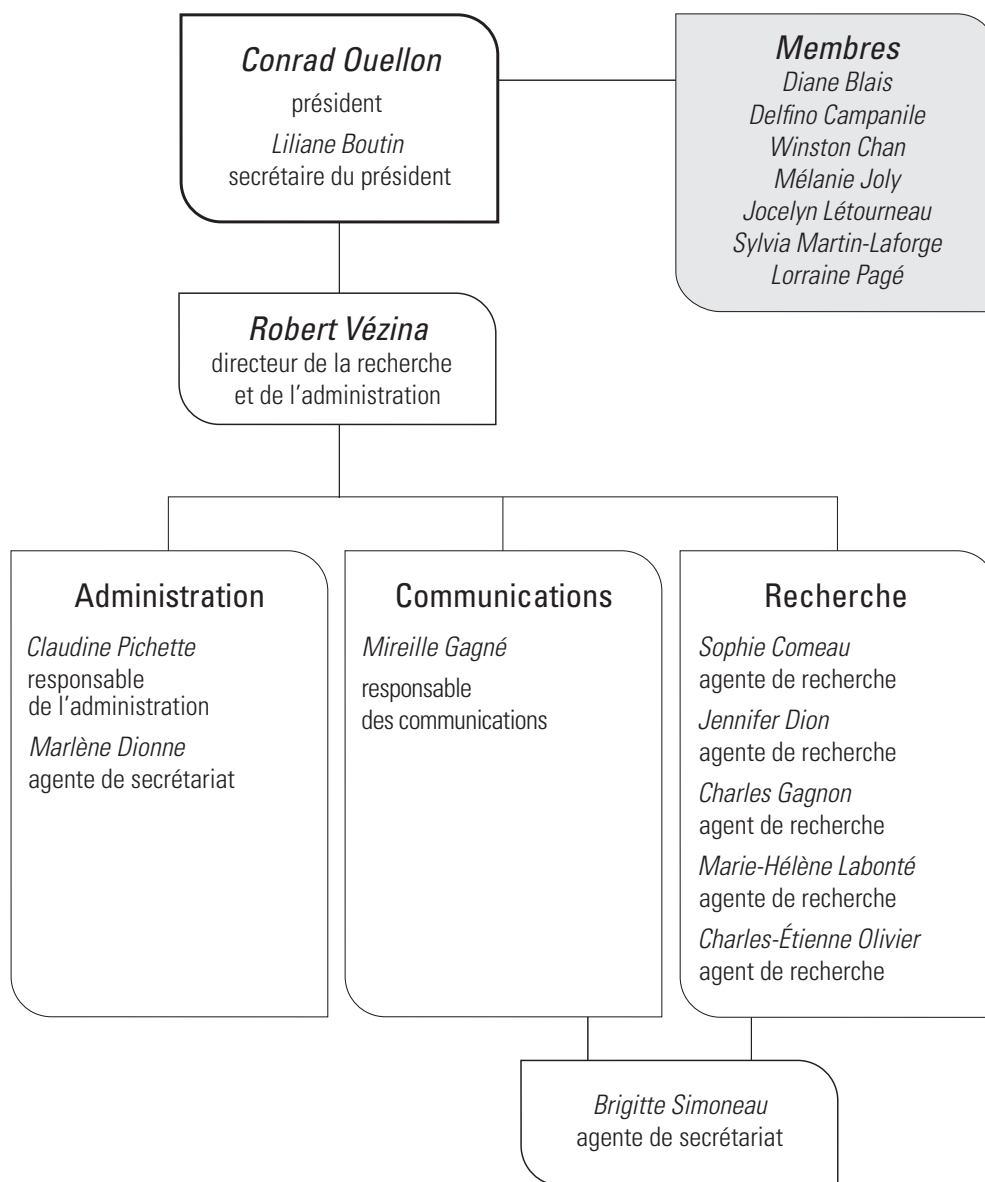 Conrad Ouellon
président
Liliane Boutin
secrétaire du président
Membres
Diane Blais
Delfino Campanile
Winston Chan
Mélanie Joly
Jocelyn Létourneau
Sylvia Martin-Laforge
Lorraine Pagé
Robert Vézina
directeur de la recherche
et de l’administration
Administration
Claudine Pichette
responsable
de l’administration
Marlène Dionne
agente de secrétariat
Communications
Mireille Gagné
responsable
des communications
Recherche
Sophie Comeau
agente de recherche
Jennifer Dion
agente de recherche
Charles Gagnon
agent de recherche
Marie-Hélène Labonté
agente de recherche
Charles-Étienne Olivier
agent de recherche
Brigitte Simoneau
agente de secrétariat